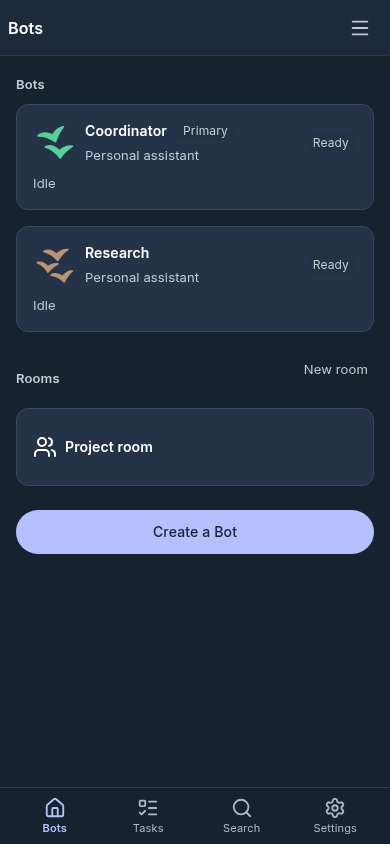 Bots
Bots
Coordinator Primary
Personal assistant
Ready
Idle
Research
Personal assistant
Ready
Idle
Rooms
New room
Project room
Create a Bot
Bots Tasks Search Settings